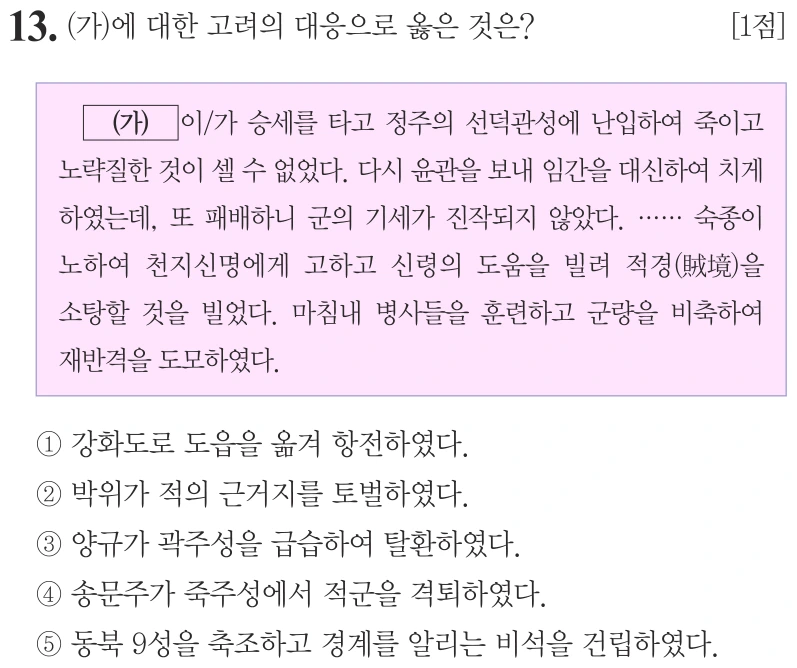 13. (가)에 대한 고려의 대응으로 옳은 것은? [1점]
(가) 이/가 승세를 타고 정주의 선덕관성에 난입하여 죽이고
노략질한 것이 셀 수 없었다. 다시 윤관을 보내 임간을 대신하여 치게
하였는데, 또 패배하니 군의 기세가 진작되지 않았다. …… 숙종이
노하여 천지신명에게 고하고 신령의 도움을 빌려 적경(賊境)을
소탕할 것을 빌었다. 마침내 병사들을 훈련하고 군량을 비축하여
재반격을 도모하였다.
① 강화도로 도읍을 옮겨 항전하였다.
② 박위가 적의 근거지를 토벌하였다.
③ 양규가 곽주성을 급습하여 탈환하였다.
④ 송문주가 죽주성에서 적군을 격퇴하였다.
⑤ 동북 9성을 축조하고 경계를 알리는 비석을 건립하였다.